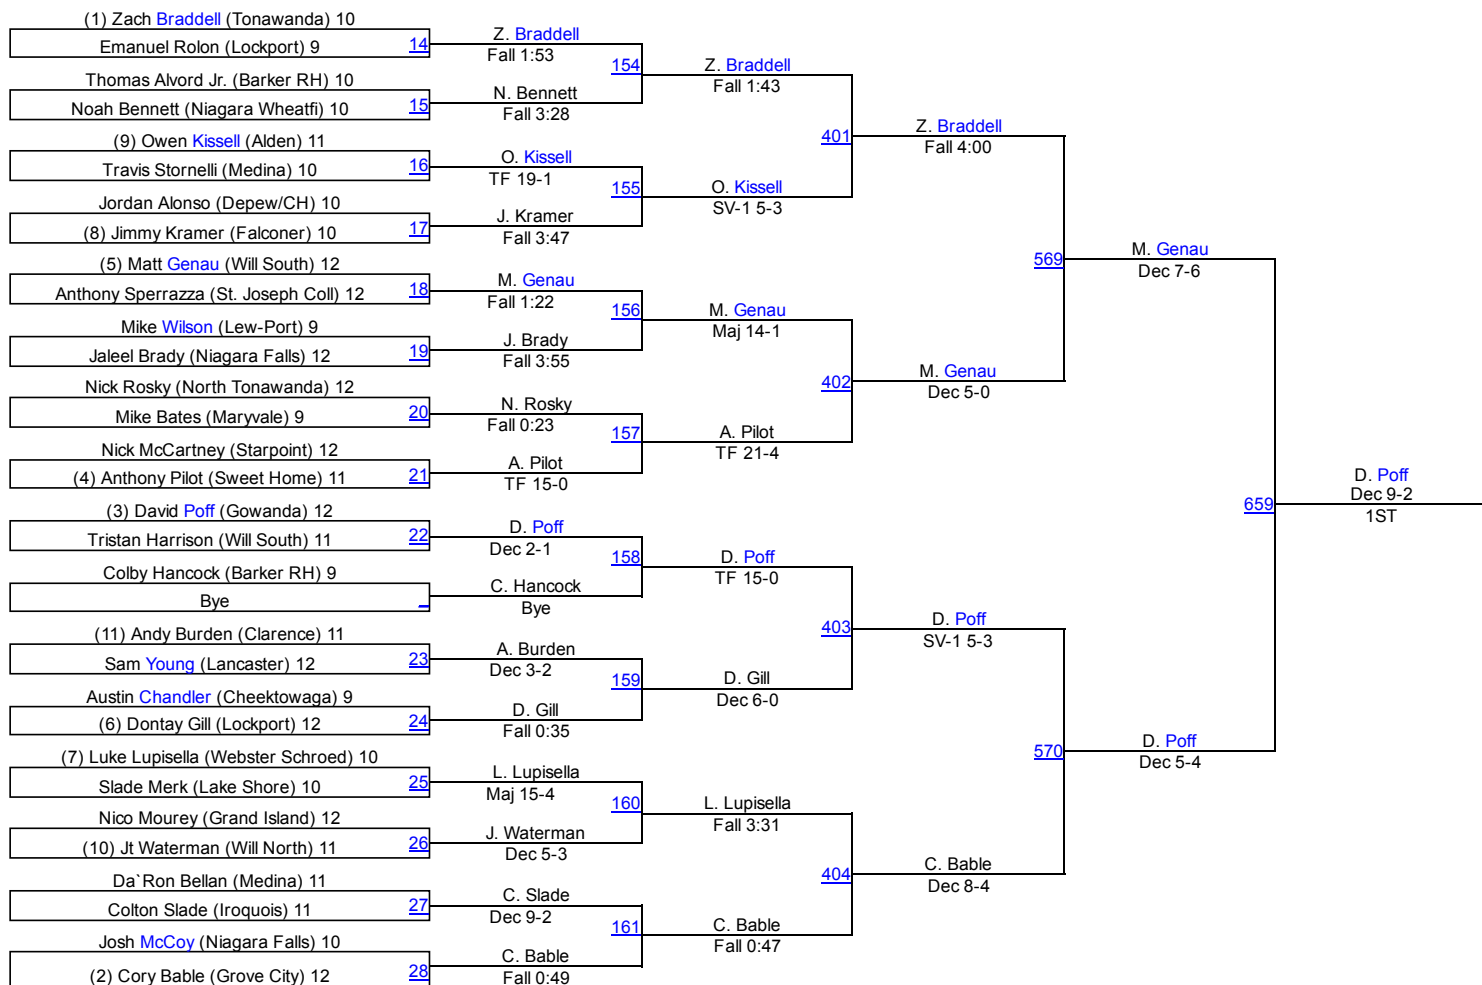 (1) Zach Braddell (Tonawanda) 10
Emanuel Rolon (Lockport) 9
14
Thomas Alvord Jr. (Barker RH) 10
Noah Bennett (Niagara Wheatfi) 10
15
(9) Owen Kissell (Alden) 11
Travis Stornelli (Medina) 10
16
Jordan Alonso (Depew/CH) 10
(8) Jimmy Kramer (Falconer) 10
17
(5) Matt Genau (Will South) 12
Anthony Sperrazza (St. Joseph Coll) 12
18
Mike Wilson (Lew-Port) 9
Jaleel Brady (Niagara Falls) 12
19
Nick Rosky (North Tonawanda) 12
Mike Bates (Maryvale) 9
20
Nick McCartney (Starpoint) 12
(4) Anthony Pilot (Sweet Home) 11
21
(3) David Poff (Gowanda) 12
Tristan Harrison (Will South) 11
22
Colby Hancock (Barker RH) 9
Bye
(11) Andy Burden (Clarence) 11
Sam Young (Lancaster) 12
23
Austin Chandler (Cheektowaga) 9
(6) Dontay Gill (Lockport) 12
24
(7) Luke Lupisella (Webster Schroed) 10
Slade Merk (Lake Shore) 10
25
Nico Mourey (Grand Island) 12
(10) Jt Waterman (Will North) 11
26
Da`Ron Bellan (Medina) 11
Colton Slade (Iroquois) 11
27
Josh McCoy (Niagara Falls) 10
(2) Cory Bable (Grove City) 12
28
Z. Braddell
Fall 1:53
154
N. Bennett
Fall 3:28
O. Kissell
TF 19-1
155
J. Kramer
Fall 3:47
M. Genau
Fall 1:22
156
J. Brady
Fall 3:55
N. Rosky
Fall 0:23
157
A. Pilot
TF 15-0
D. Poff
Dec 2-1
158
C. Hancock
Bye
A. Burden
Dec 3-2
159
D. Gill
Fall 0:35
L. Lupisella
Maj 15-4
160
J. Waterman
Dec 5-3
C. Slade
Dec 9-2
161
C. Bable
Fall 0:49
Z. Braddell
Fall 1:43
401
O. Kissell
SV-1 5-3
M. Genau
Maj 14-1
402
A. Pilot
TF 21-4
D. Poff
TF 15-0
403
D. Gill
Dec 6-0
L. Lupisella
Fall 3:31
404
C. Bable
Fall 0:47
Z. Braddell
Fall 4:00
569
M. Genau
Dec 5-0
D. Poff
SV-1 5-3
570
C. Bable
Dec 8-4
M. Genau
Dec 7-6
659
D. Poff
Dec 5-4
D. Poff
Dec 9-2
1ST